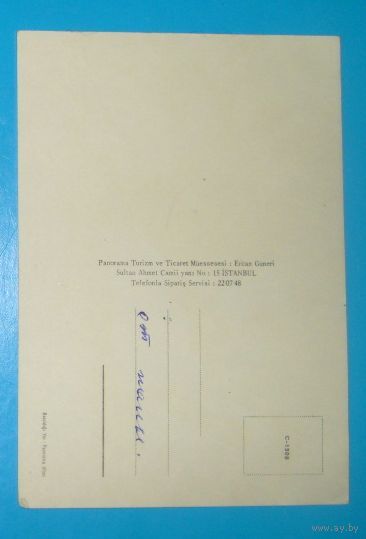 Panorama Turizm ve Ticaret Müessesesi : Ercan Güneri
Sultan Ahmet Camii yanı No : 15 İSTANBUL
Telefonla Sipariş Servisi : 22 07 48
от
C-1308
www.ay.by